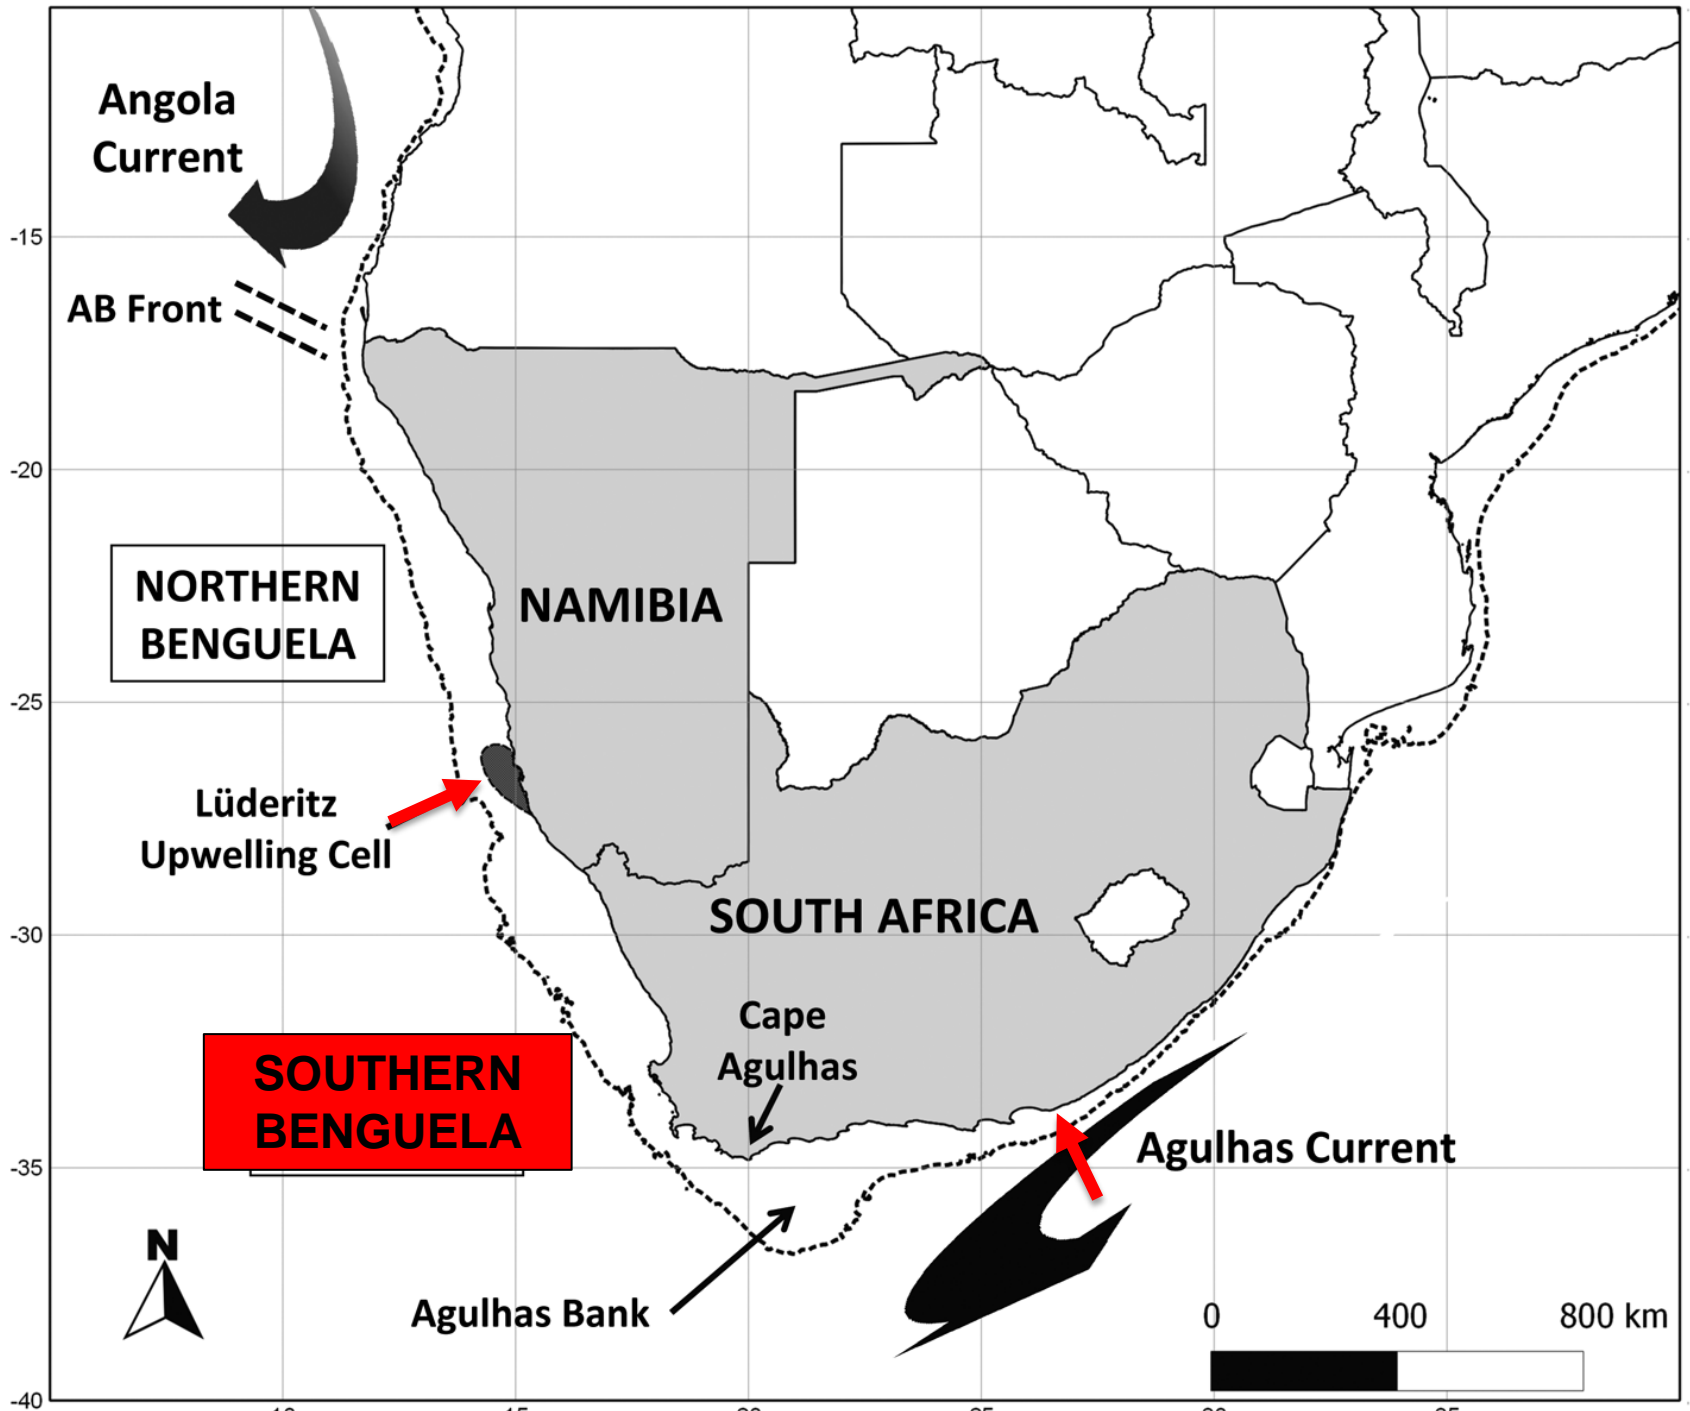 Angola
Current
-15
AB Front
-20
NORTHERN
BENGUELA
NAMIBIA
-25
Lüderitz
Upwelling Cell
SOUTH AFRICA
-30
Cape
Agulhas
SOUTHERN
BENGUELA
Agulhas Current
-35
N
Agulhas Bank
0 400 800 km
-40